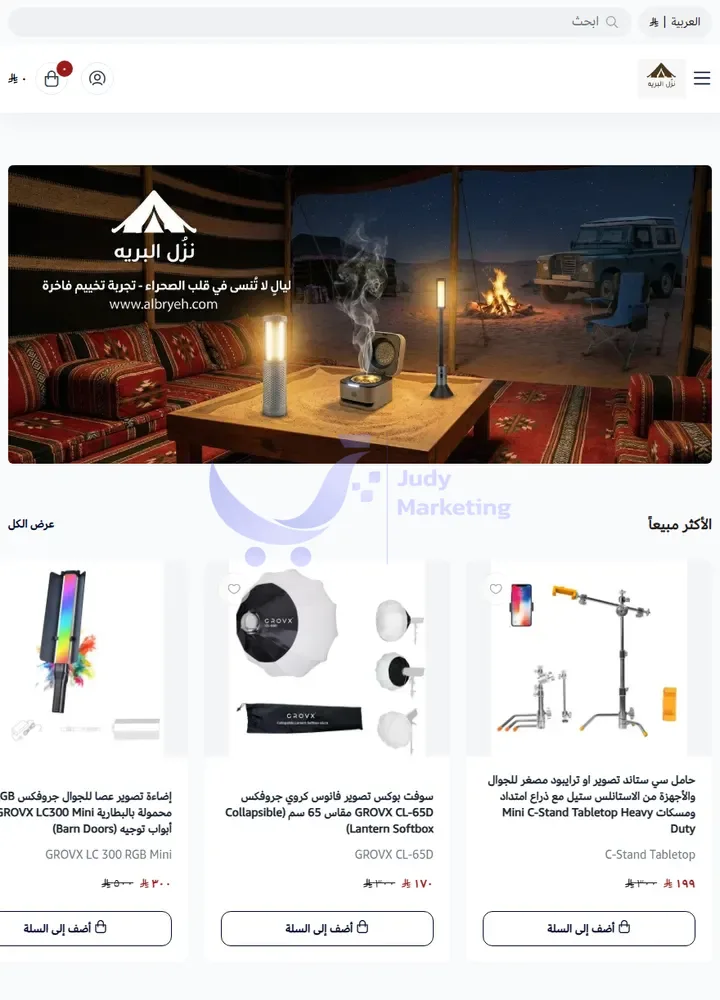 العربية | 
ابحث
نزل البريه
٠
٠
نزُل البريه
ليالٍ لا تُنسى في قلب الصحراء - تجربة تخييم فاخرة
www.albryeh.com
Judy
Marketing
الأكثر مبيعاً
عرض الكل
GROVX
GROVX
حامل سي ستاند تصوير او ترايبود مصغر للجوال
والأجهزة من الاستانلس ستيل مع ذراع امتداد
ومسكات Mini C-Stand Tabletop Heavy
Duty
C-Stand Tabletop
١٩٩ ٣٠٠
أضف إلى السلة
سوفت بوكس تصوير فانوس كروي جروفكس
GROVX CL-65D مقاس 65 سم (Collapsible
Lantern Softbox)
GROVX CL-65D
١٧٠ ٣٠٠
أضف إلى السلة
إضاءة تصوير عصا للجوال جروفكس GB
محمولة بالبطارية GROVX LC300 Mini
أبواب توجيه (Barn Doors)
GROVX LC 300 RGB Mini
٣٠٠ ٥٠٠
أضف إلى السلة